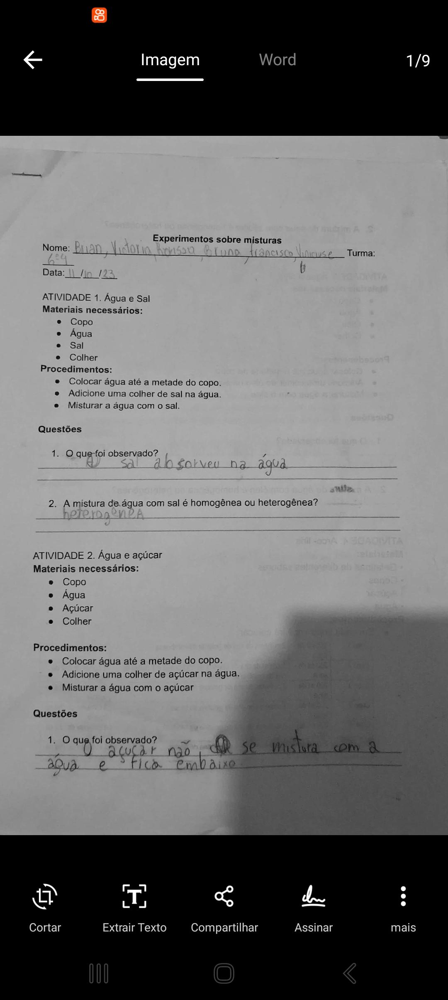 Imagem Word 1/9
Experimentos sobre misturas
Nome: Brian, Victoria, Bruna, francisco, Viniciuse Turma:
6º4
Data: 11/10/23
ATIVIDADE 1. Água e Sal
Materiais necessários:
• Copo
• Água
• Sal
• Colher
Procedimentos:
• Colocar água até a metade do copo.
• Adicione uma colher de sal na água.
• Misturar a água com o sal.
Questões
1. O que foi observado?
O sal absorveu na água
2. A mistura de água com sal é homogênea ou heterogênea?
heterogêneA
ATIVIDADE 2. Água e açúcar
Materiais necessários:
• Copo
• Água
• Açúcar
• Colher
Procedimentos:
• Colocar água até a metade do copo.
• Adicione uma colher de açúcar na água.
• Misturar a água com o açúcar
Questões
1. O que foi observado?
O açucar não se mistura com a
água e fica embaixo
Cortar Extrair Texto Compartilhar Assinar mais